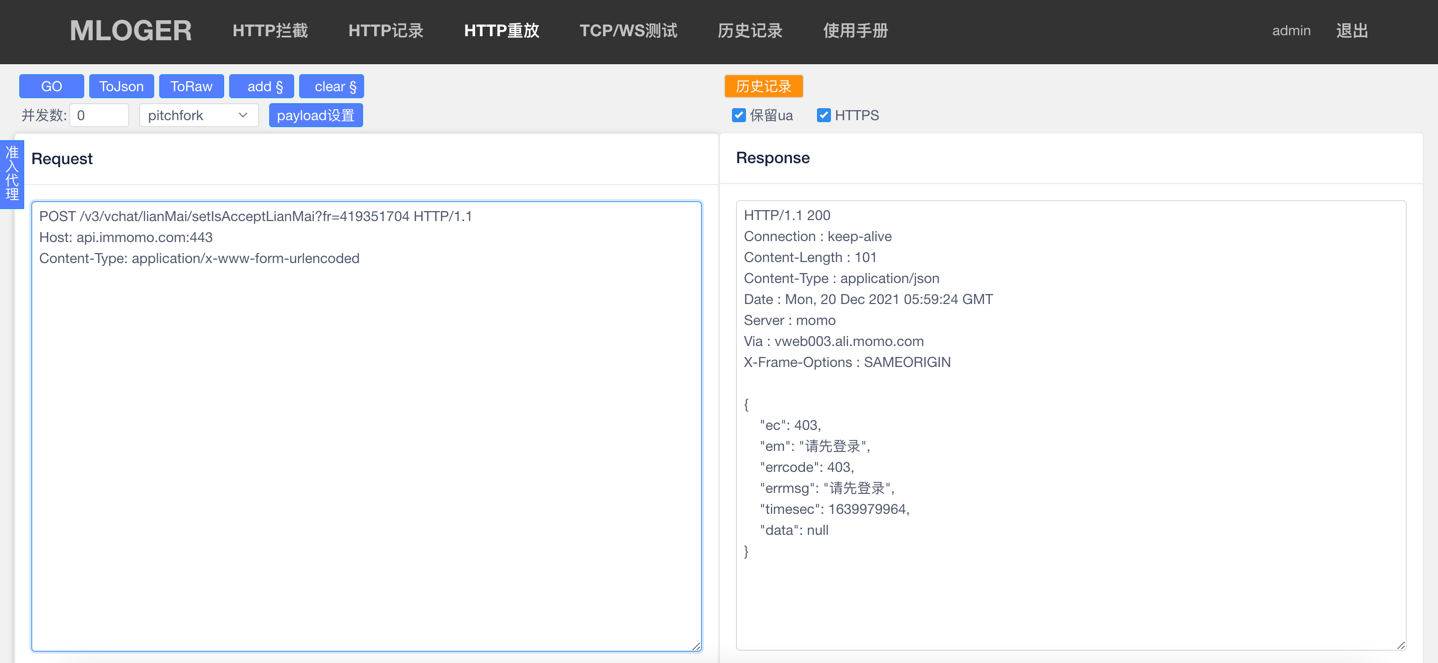 MLOGER HTTP拦截 HTTP记录 HTTP重放 TCP/WS测试 历史记录 使用手册 admin 退出
GO ToJson ToRaw add § clear § 历史记录
并发数: 0 pitchfork payload设置 保留ua HTTPS
准入代理
Request
POST /v3/vchat/lianMai/setIsAcceptLianMai?fr=419351704 HTTP/1.1
Host: api.immomo.com:443
Content-Type: application/x-www-form-urlencoded
Response
HTTP/1.1 200
Connection : keep-alive
Content-Length : 101
Content-Type : application/json
Date : Mon, 20 Dec 2021 05:59:24 GMT
Server : momo
Via : vweb003.ali.momo.com
X-Frame-Options : SAMEORIGIN
{
"ec": 403,
"em": "请先登录",
"errcode": 403,
"errmsg": "请先登录",
"timesec": 1639979964,
"data": null
}